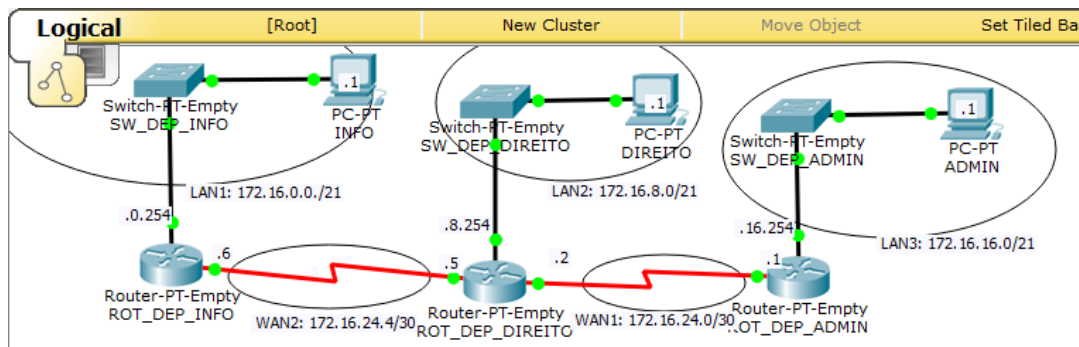 Logical
[Root]
New Cluster
Move Object
Set Tiled Ba
.1
PC-PT
INFO
Switch-PT-Empty
SW_DEP_INFO
LAN1: 172.16.0.0./21
.0.254
Router-PT-Empty
ROT_DEP_INFO
.6
WAN2: 172.16.24.4/30
Switch-PT-Empty
SW_DEP_DIREITO
.1
PC-PT
DIREITO
LAN2: 172.16.8.0/21
.8.254
.5
.2
Router-PT-Empty
ROT_DEP_DIREITO
WAN1: 172.16.24.0/30
Switch-PT-Empty
SW_DEP_ADMIN
.1
PC-PT
ADMIN
LAN3: 172.16.16.0/21
.16.254
.1
Router-PT-Empty
ROT_DEP_ADMIN